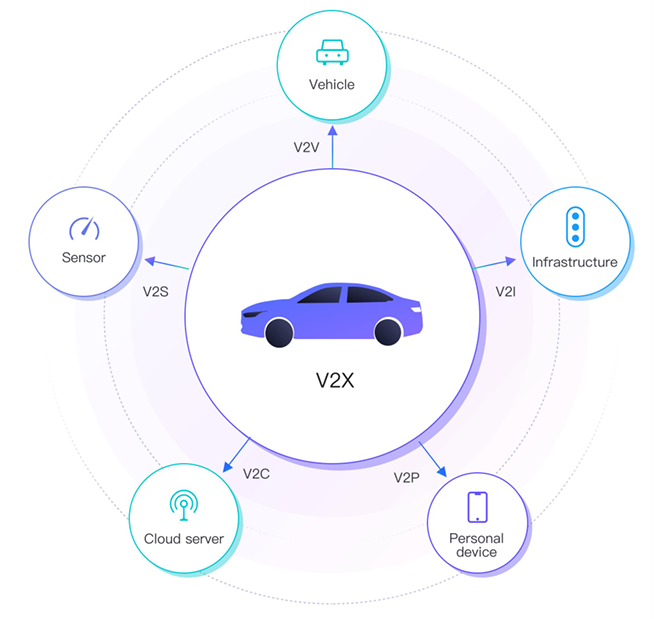 Vehicle
V2V
Sensor
Infrastructure
V2S
V2I
V2X
V2C
V2P
Cloud server
Personal
device